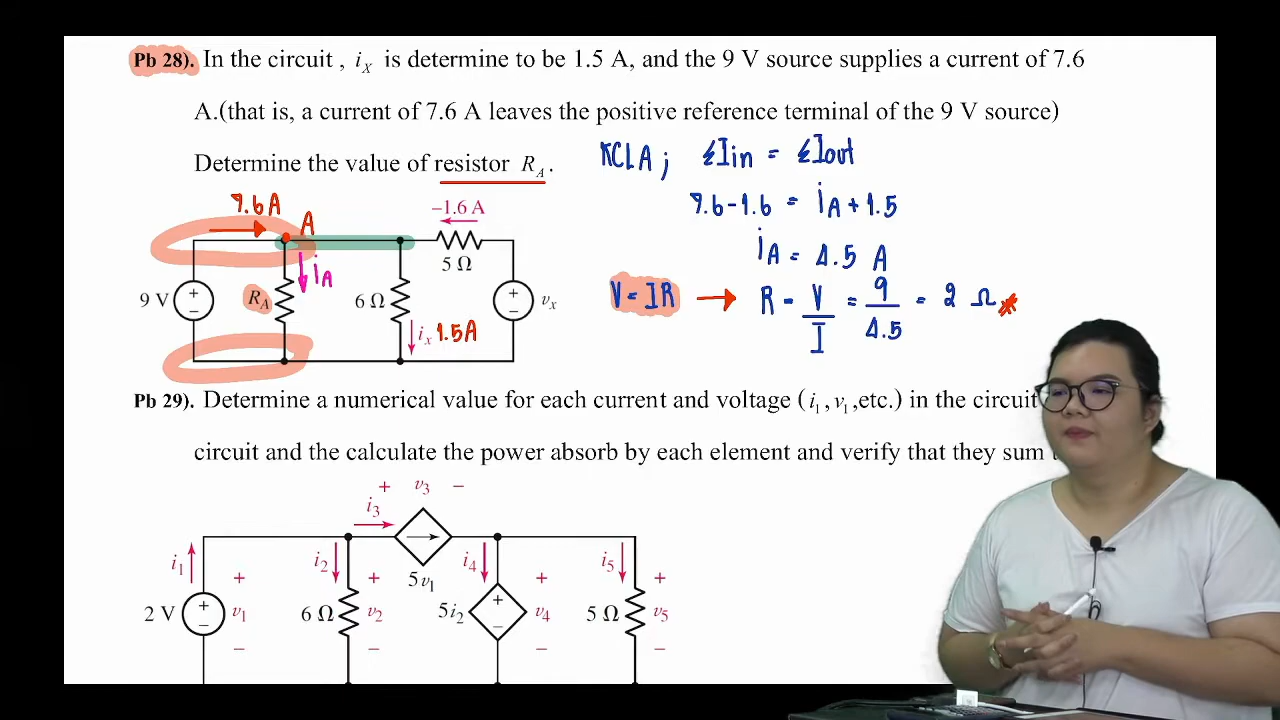 Pb 28). In the circuit , iX is determine to be 1.5 A, and the 9 V source supplies a current of 7.6
A.(that is, a current of 7.6 A leaves the positive reference terminal of the 9 V source)
Determine the value of resistor RA.
KCL A ; ΣIin = ΣIout
7.6-1.6 = iA + 1.5
iA = 4.5 A
V = IR → R = V/I = 9/4.5 = 2 Ω
7.6A
A
-1.6 A
5 Ω
iA
9 V
+
−
RA
6 Ω
+
−
vx
ix 1.5A
Pb 29). Determine a numerical value for each current and voltage (i1, v1,etc.) in the circuit
circuit and the calculate the power absorb by each element and verify that they sum
+ v3 −
i3
i1
i2
i4
i5
5v1
2 V
+
−
+
v1
−
6 Ω
+
v2
−
5i2
+
−
+
v4
−
5 Ω
+
v5
−